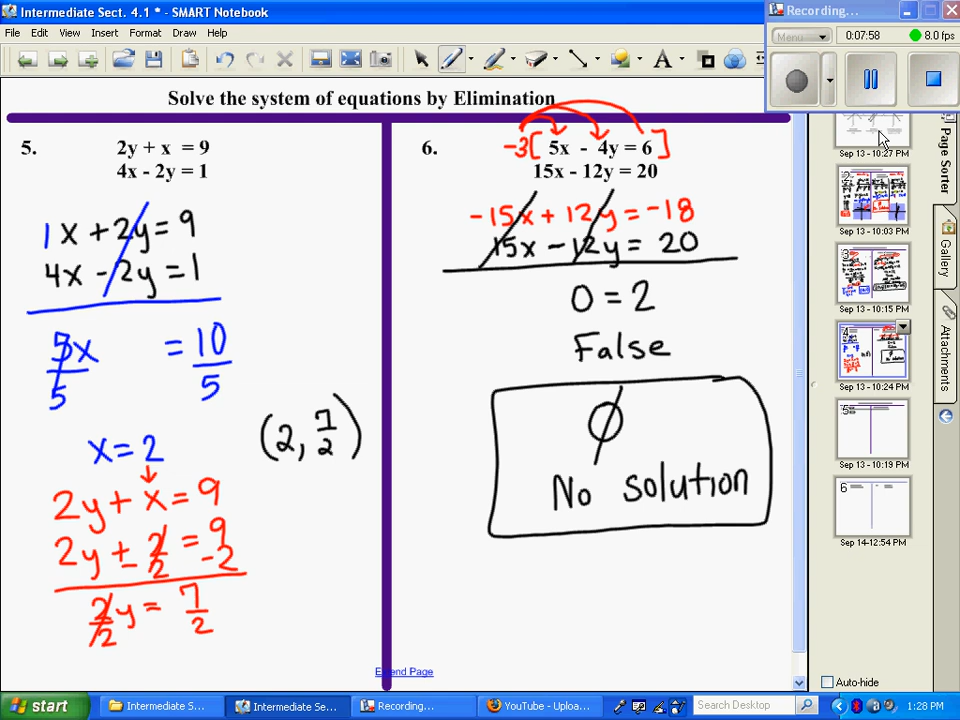 Intermediate Sect. 4.1 * - SMART Notebook
Recording...
File Edit View Insert Format Draw Help
Menu
0:07:58
8.0 fps
Solve the system of equations by Elimination
5.
2y + x = 9
4x - 2y = 1
1x + 2y = 9
4x - 2y = 1
5x = 10
5 5
x = 2
2y + x = 9
2y + 2 = 9
- 2 - 2
2y = 7
2 2
(2, 7/2)
6.
-3[ 5x - 4y = 6 ]
15x - 12y = 20
-15x + 12y = -18
15x - 12y = 20
0 = 2
False
∅
No solution
Extend Page
Sep 13 - 10:27 PM
Sep 13 - 10:03 PM
Sep 13 - 10:15 PM
Sep 13 - 10:24 PM
Sep 13 - 10:19 PM
6
Sep 14-12:54 PM
Page Sorter
Gallery
Attachments
Auto-hide
start
Intermediate S...
Intermediate Se...
Recording...
YouTube - Uploa...
Search Desktop
1:28 PM